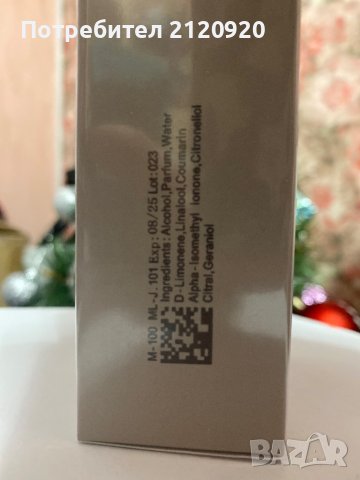 Потребител 2120920
M-100 ML-J.101 Exp: 08/25 Lot:023
Ingredients:Alcohol,Parfum,Water
D-Limonene,Linalool,Coumarin
Alpha-Isomethyl ionone,Citronellol
Citral,Geraniol
BAZAR